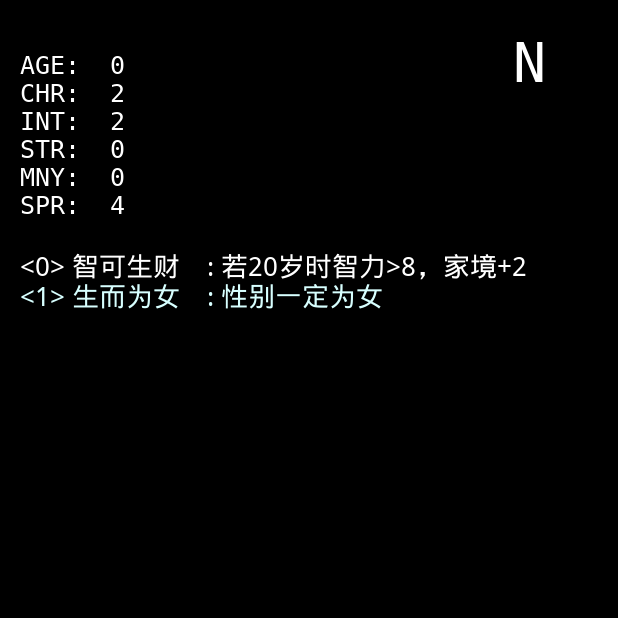 N
AGE: 0
CHR: 2
INT: 2
STR: 0
MNY: 0
SPR: 4
<0> 智可生财 :若20岁时智力>8，家境+2
<1> 生而为女 :性别一定为女